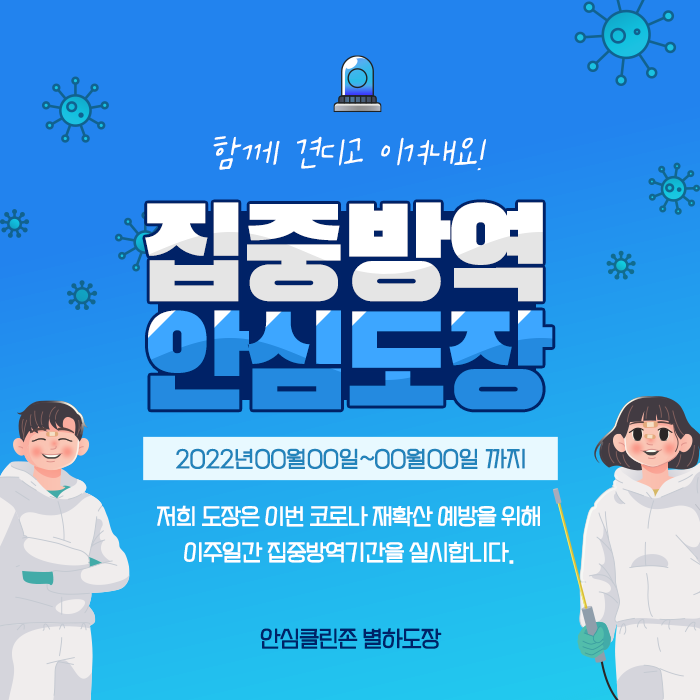 함께 견디고 이겨내요!
집중방역
안심도장
2022년00월00일~00월00일 까지
저희 도장은 이번 코로나 재확산 예방을 위해
이주일간 집중방역기간을 실시합니다.
안심클린존 별하도장